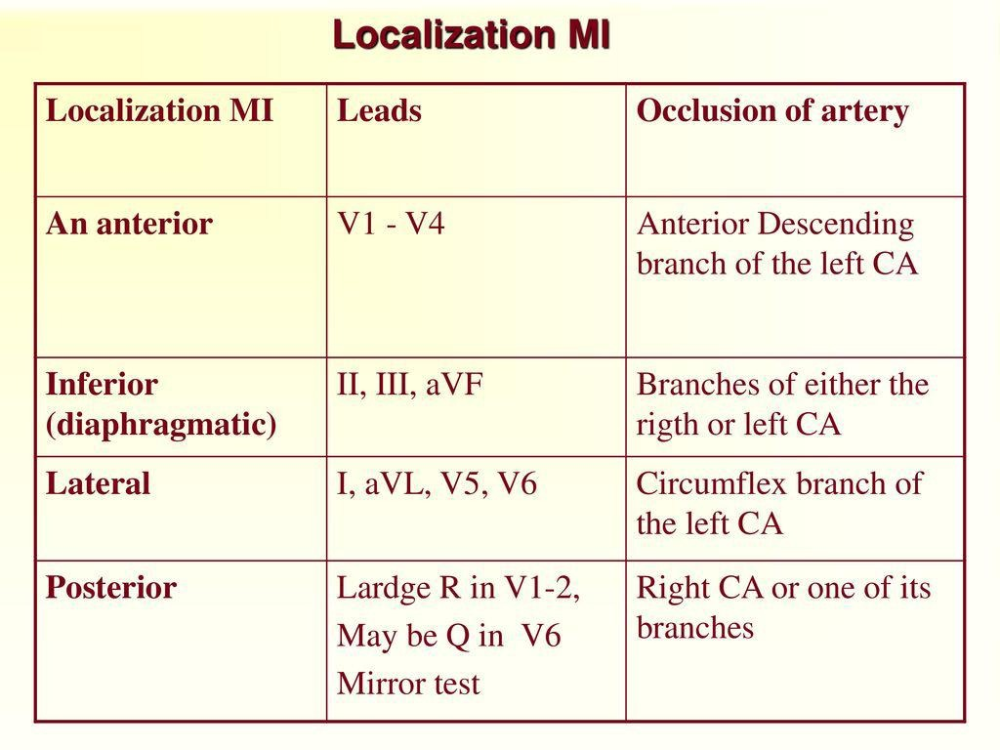 Localization MI
Localization MI
Leads
Occlusion of artery
An anterior
V1 - V4
Anterior Descending
branch of the left CA
Inferior
(diaphragmatic)
II, III, aVF
Branches of either the
rigth or left CA
Lateral
I, aVL, V5, V6
Circumflex branch of
the left CA
Posterior
Lardge R in V1-2,
May be Q in  V6
Mirror test
Right CA or one of its
branches